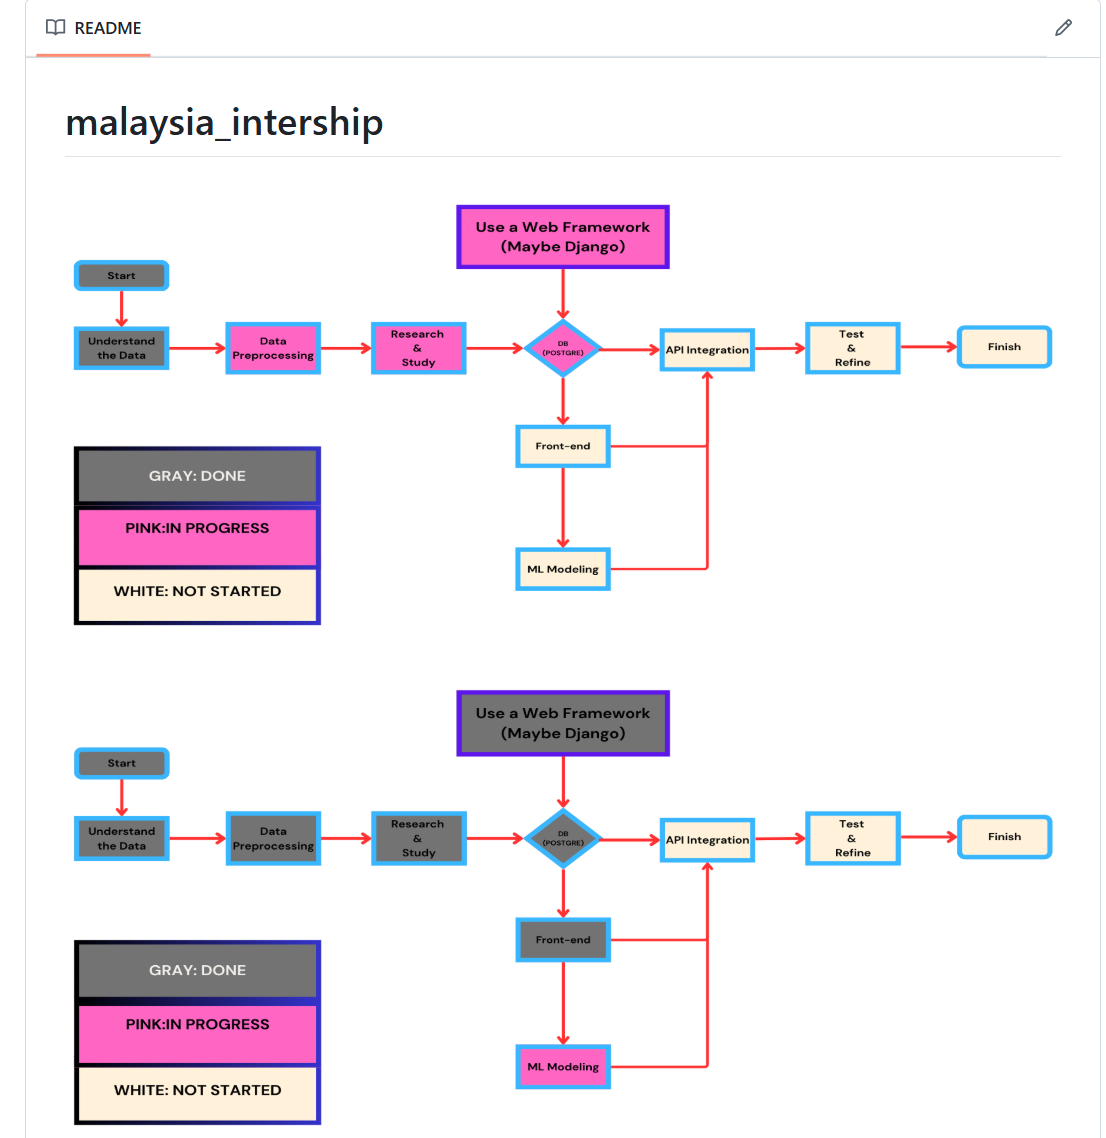 README
malaysia_intership
Use a Web Framework
(Maybe Django)
Start
Understand
the Data
Data
Preprocessing
Research
&
Study
DB
(POSTGRE)
API Integration
Test
&
Refine
Finish
Front-end
ML Modeling
GRAY: DONE
PINK:IN PROGRESS
WHITE: NOT STARTED
Use a Web Framework
(Maybe Django)
Start
Understand
the Data
Data
Preprocessing
Research
&
Study
DB
(POSTGRE)
API Integration
Test
&
Refine
Finish
Front-end
ML Modeling
GRAY: DONE
PINK:IN PROGRESS
WHITE: NOT STARTED